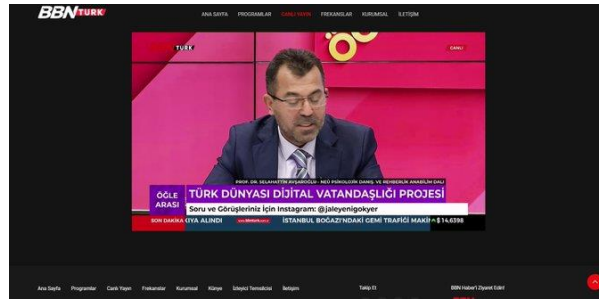 BBN TURK
ANA SAYFA PROGRAMLAR CANLI YAYIN FREKANSLAR KURUMSAL İLETİŞİM
TURK
CANLI
PROF. DR. SELAHATTİN AVŞAROĞLU - NEÜ PSİKOLOJİK DANIŞ. VE REHBERLİK ANABİLİM DALI
ÖĞLE ARASI
TÜRK DÜNYASI DİJİTAL VATANDAŞLIĞI PROJESİ
Soru ve Görüşleriniz İçin Instagram: @jaleyenigokyer
SON DAKİKA KIYA ALINDI İSTANBUL BOĞAZI'NDAKİ GEMİ TRAFİĞİ $ 14,6398
Ana Sayfa Programlar Canlı Yayın Frekanslar Kurumsal Künye İzleyici Temsilcisi İletişim Takip Et BBN Haber'i Ziyaret Edin!